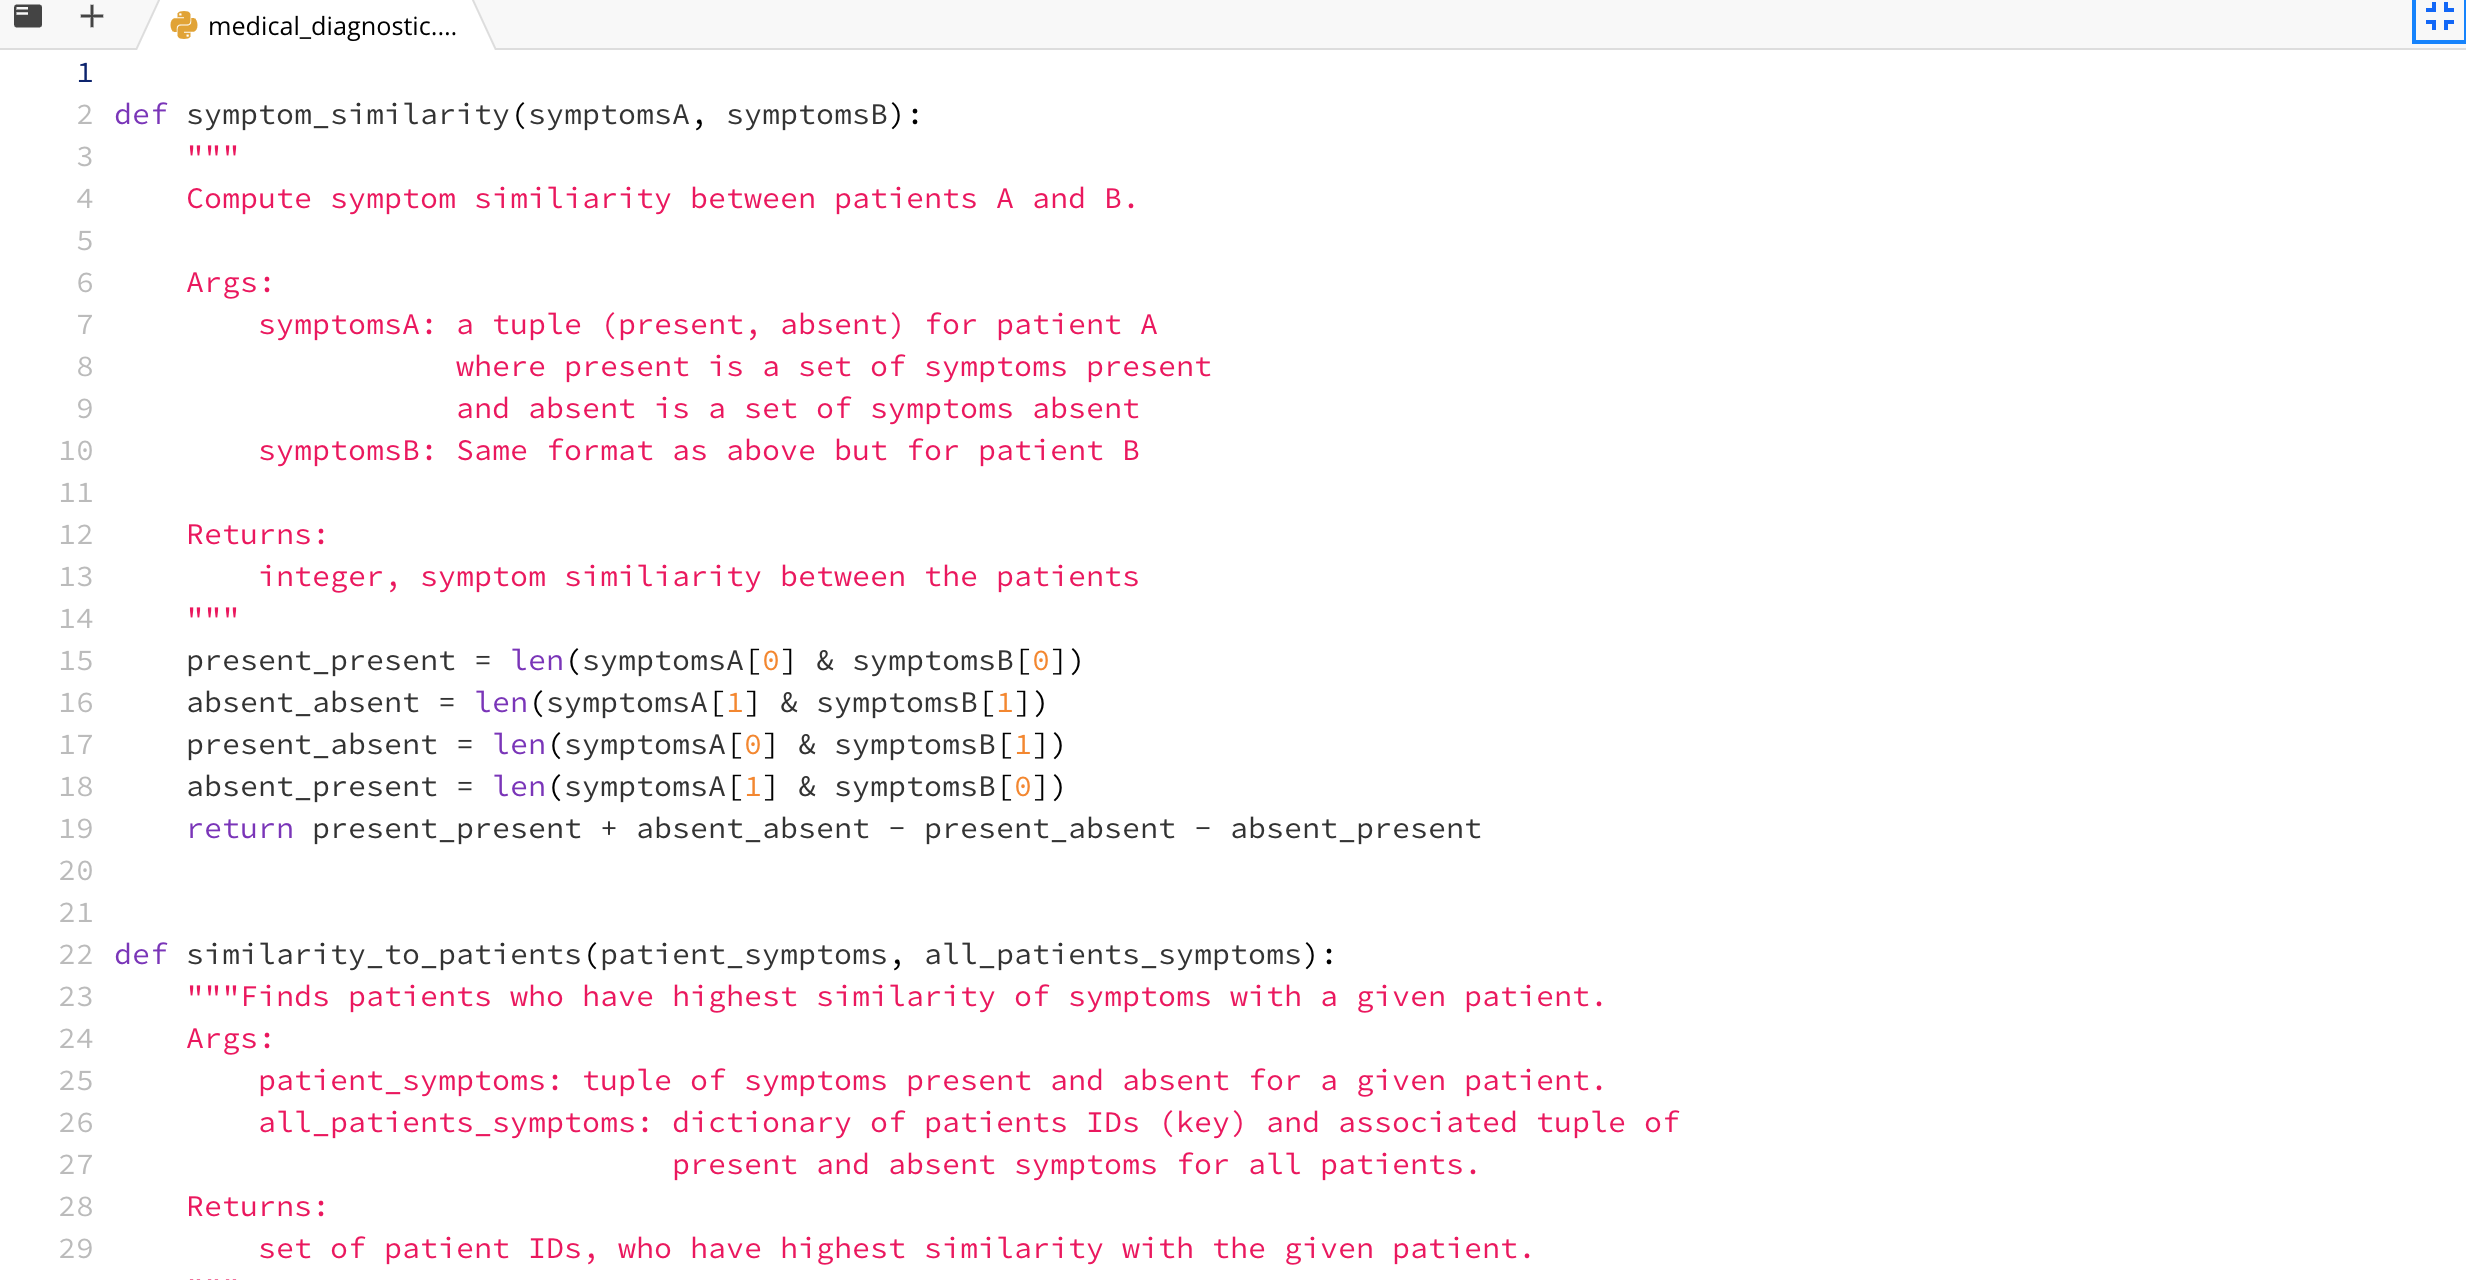 medical_diagnostic....
1
2 def symptom_similarity(symptomsA, symptomsB):
3     """
4     Compute symptom similiarity between patients A and B.
5
6     Args:
7         symptomsA: a tuple (present, absent) for patient A
8                    where present is a set of symptoms present
9                    and absent is a set of symptoms absent
10         symptomsB: Same format as above but for patient B
11
12     Returns:
13         integer, symptom similiarity between the patients
14     """
15     present_present = len(symptomsA[0] & symptomsB[0])
16     absent_absent = len(symptomsA[1] & symptomsB[1])
17     present_absent = len(symptomsA[0] & symptomsB[1])
18     absent_present = len(symptomsA[1] & symptomsB[0])
19     return present_present + absent_absent - present_absent - absent_present
20
21
22 def similarity_to_patients(patient_symptoms, all_patients_symptoms):
23     """Finds patients who have highest similarity of symptoms with a given patient.
24     Args:
25         patient_symptoms: tuple of symptoms present and absent for a given patient.
26         all_patients_symptoms: dictionary of patients IDs (key) and associated tuple of
27                                present and absent symptoms for all patients.
28     Returns:
29         set of patient IDs, who have highest similarity with the given patient.